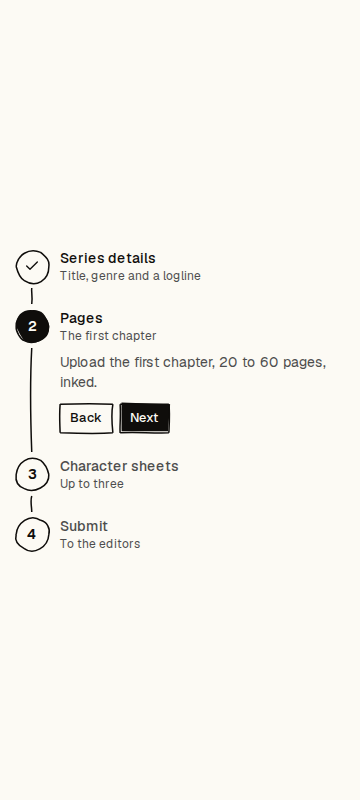 Series details
Title, genre and a logline
2
Pages
The first chapter
Upload the first chapter, 20 to 60 pages,
inked.
Back Next
3
Character sheets
Up to three
4
Submit
To the editors